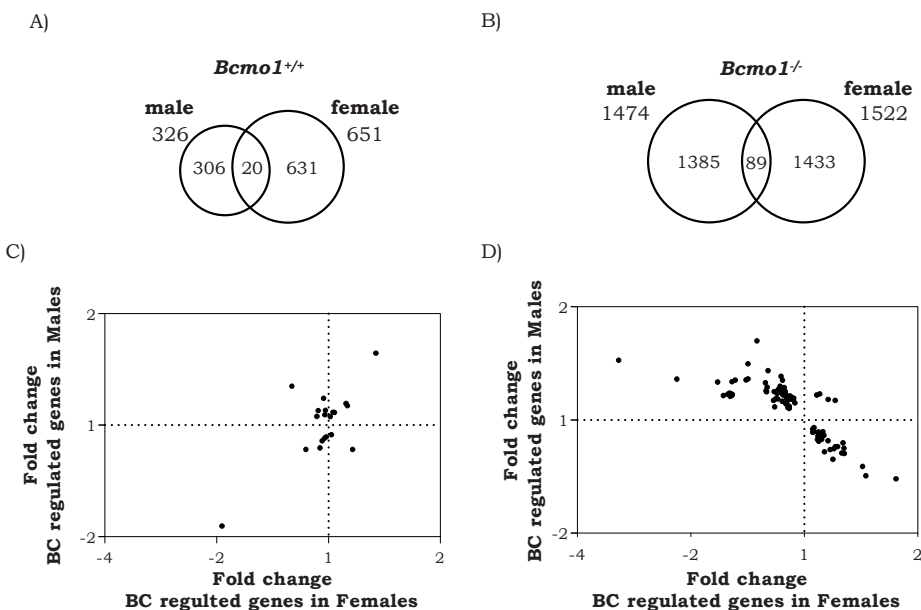 A)
Bcmo1+/+
male
326
female
651
306
20
631
B)
Bcmo1-/-
male
1474
female
1522
1385
89
1433
C)
Fold change
BC regulated genes in Males
2
1
-2
-4
-2
1
2
Fold change
BC regulted genes in Females
D)
Fold change
BC regulated genes in Males
2
1
-2
-4
-2
1
2
Fold change
BC regulated genes in Females